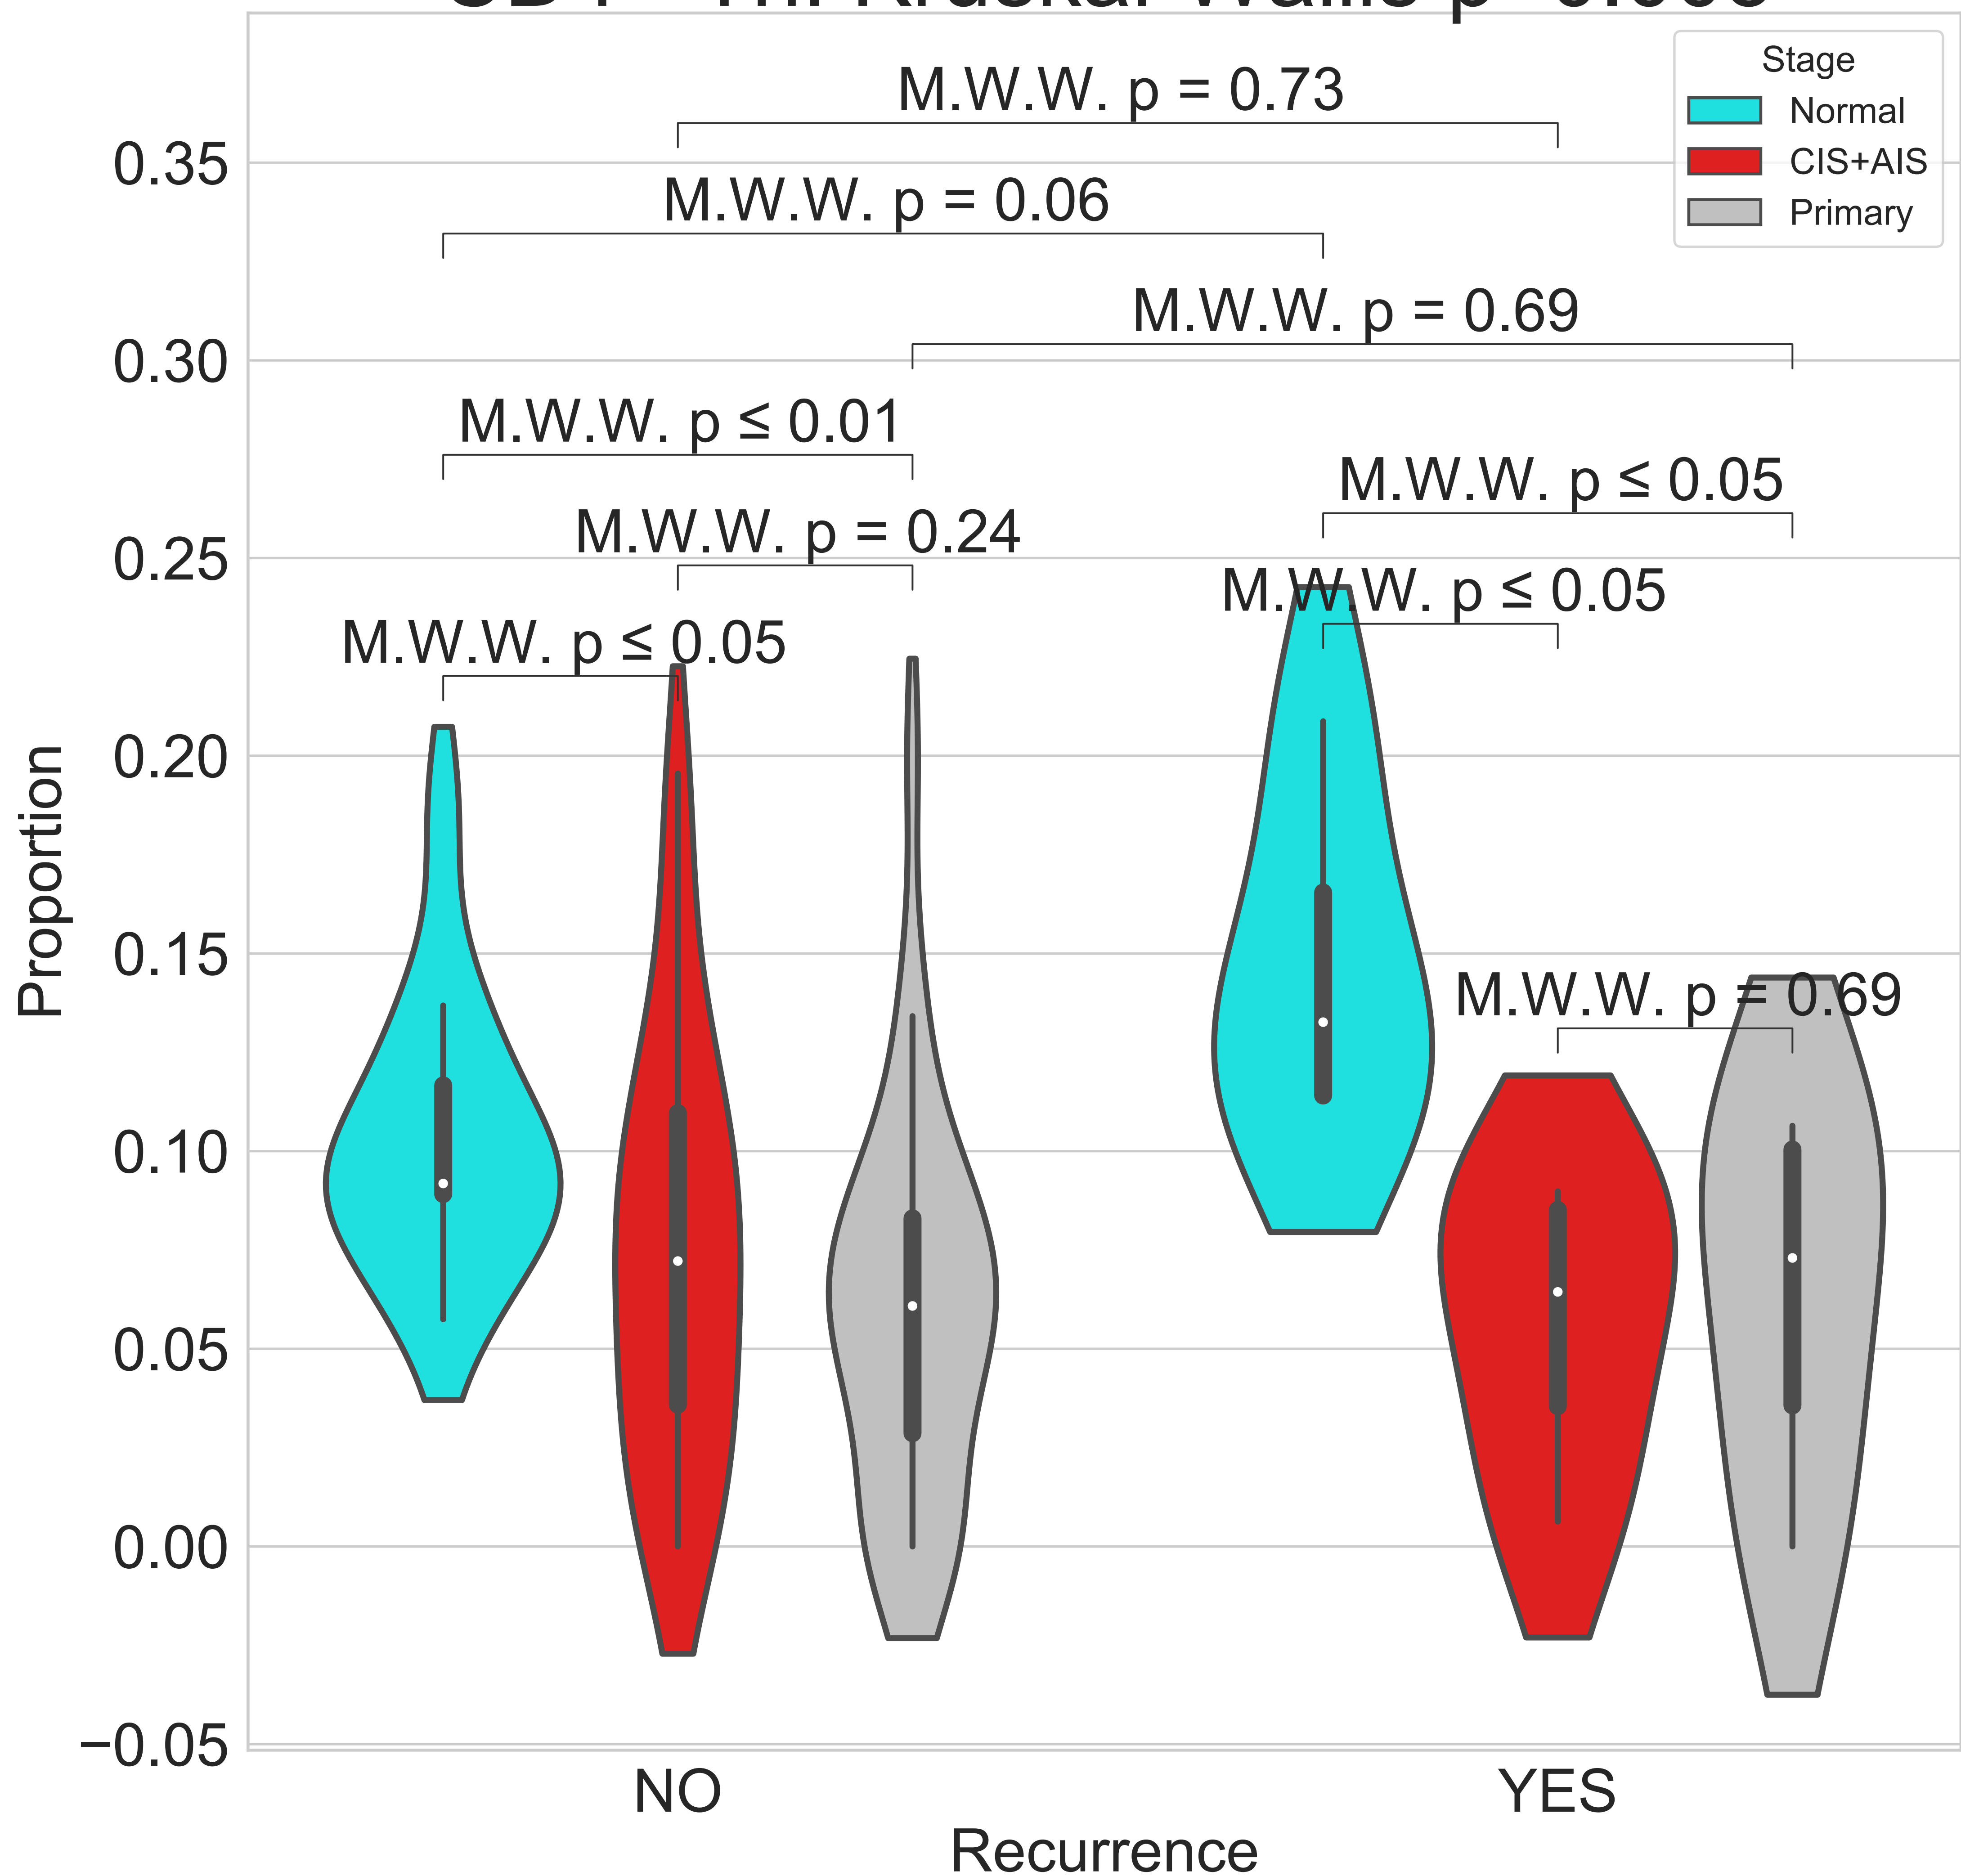 Stage
Normal
CIS+AIS
Primary
M.W.W. p = 0.73
M.W.W. p = 0.06
M.W.W. p = 0.69
M.W.W. p ≤ 0.01
M.W.W. p ≤ 0.05
M.W.W. p = 0.24
M.W.W. p ≤ 0.05
M.W.W. p ≤ 0.05
M.W.W. p = 0.69
0.35
0.30
0.25
0.20
0.15
0.10
0.05
0.00
−0.05
Proportion
NO
YES
Recurrence